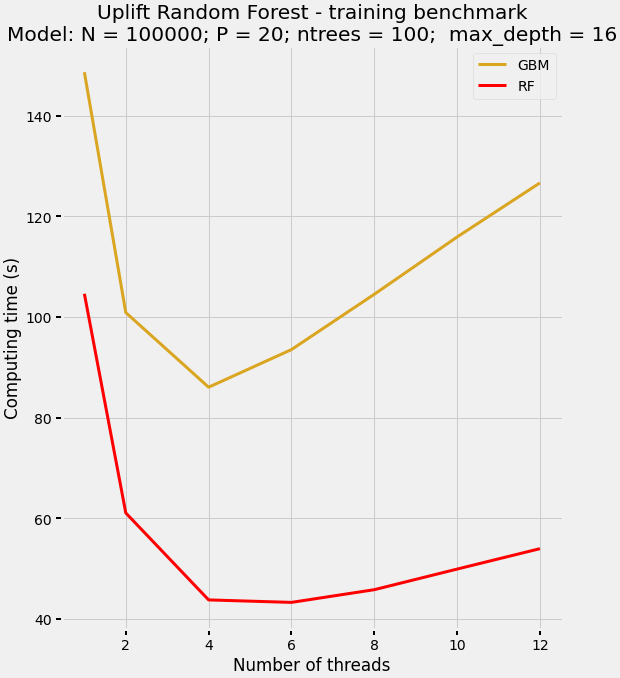 Uplift Random Forest - training benchmark
Model: N = 100000; P = 20; ntrees = 100;  max_depth = 16
GBM
RF
140
120
100
80
60
40
Computing time (s)
2 4 6 8 10 12
Number of threads